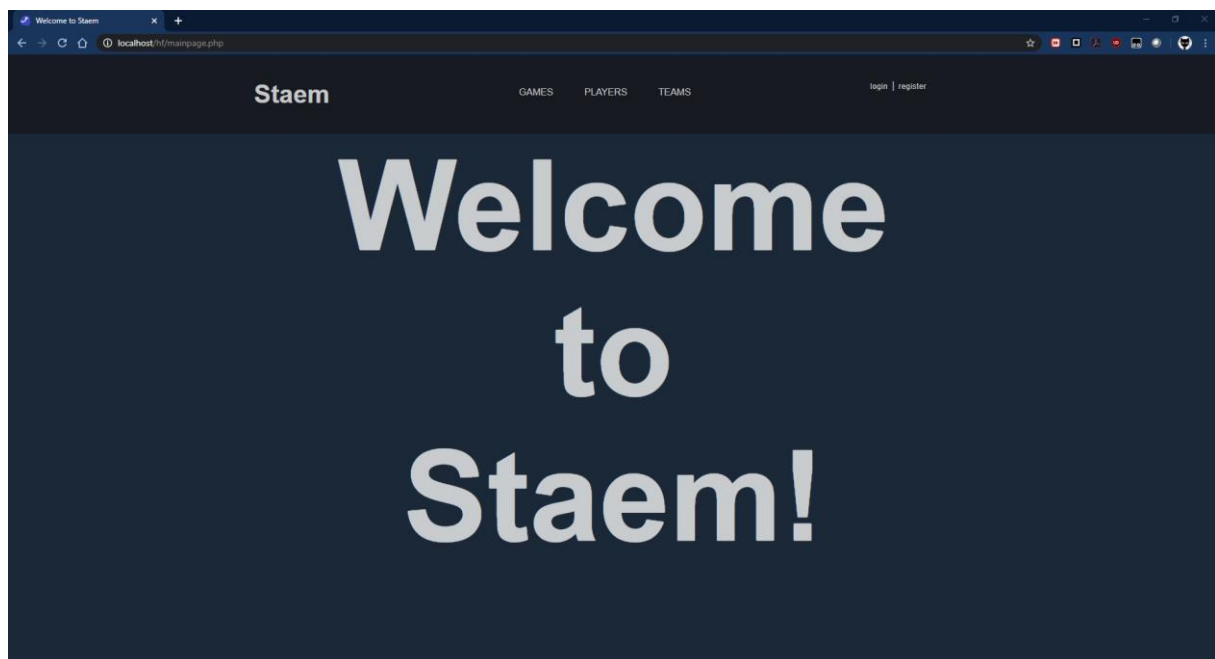 Welcome to Staem
localhost/hf/mainpage.php
Staem
GAMES PLAYERS TEAMS
login | register
Welcome
to
Staem!